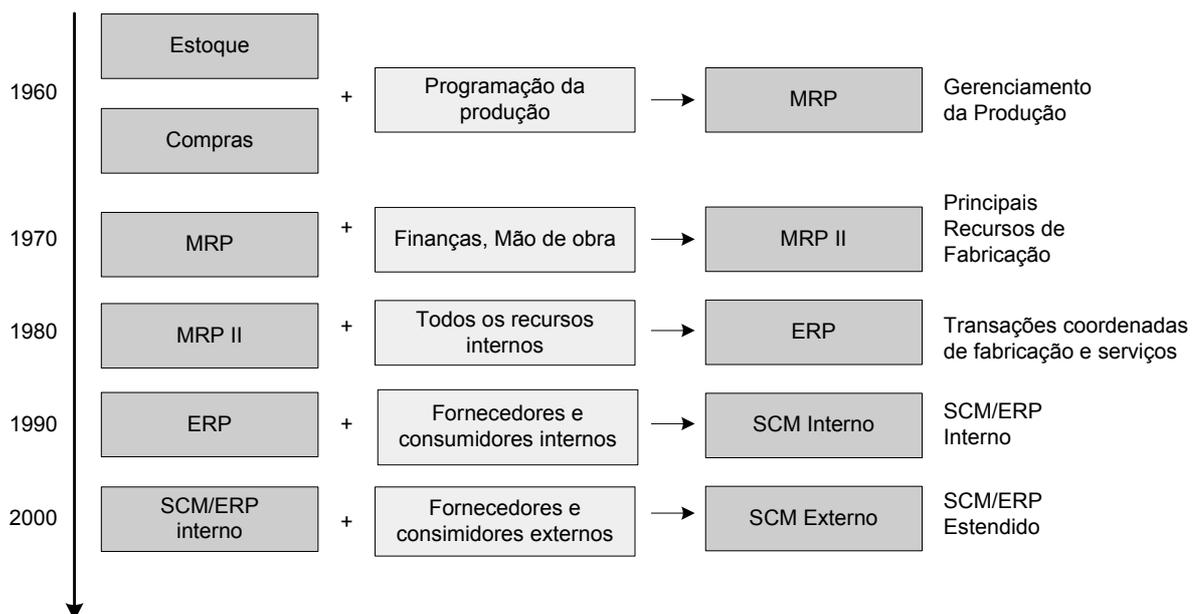 1960
Estoque
Compras
+
Programação da
produção
MRP
Gerenciamento
da Produção
1970
MRP
+
Finanças, Mão de obra
MRP II
Principais
Recursos de
Fabricação
1980
MRP II
+
Todos os recursos
internos
ERP
Transações coordenadas
de fabricação e serviços
1990
ERP
+
Fornecedores e
consumidores internos
SCM Interno
SCM/ERP
Interno
2000
SCM/ERP
interno
+
Fornecedores e
consimidores externos
SCM Externo
SCM/ERP
Estendido